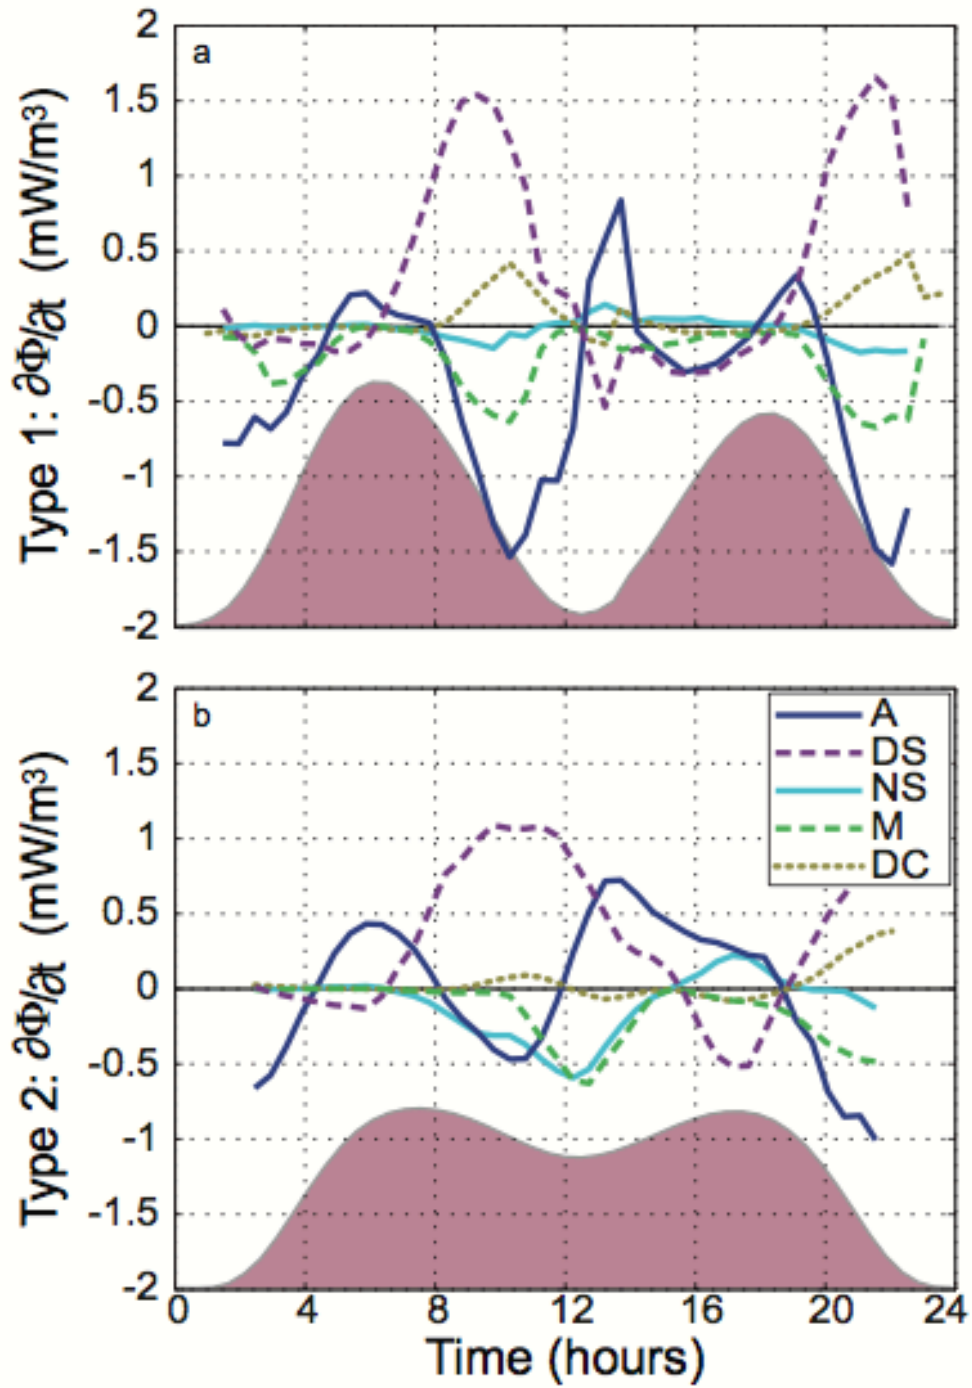 Type 1: ∂Φ/∂t (mW/m³)
a
2
1.5
1
0.5
0
-0.5
-1
-1.5
-2
Type 2: ∂Φ/∂t (mW/m³)
b
2
1.5
1
0.5
0
-0.5
-1
-1.5
-2
A
DS
NS
M
DC
0 4 8 12 16 20 24
Time (hours)